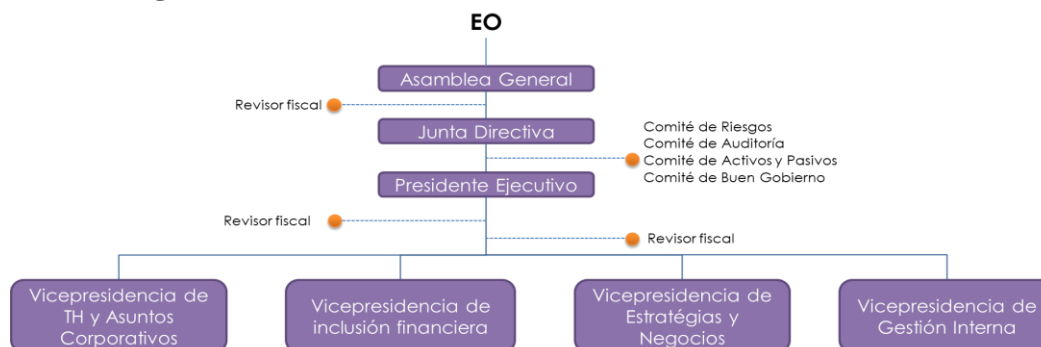 EO
Asamblea General
Revisor fiscal
Junta Directiva
Comité de Riesgos
Comité de Auditoría
Comité de Activos y Pasivos
Comité de Buen Gobierno
Presidente Ejecutivo
Revisor fiscal
Revisor fiscal
Vicepresidencia de
TH y Asuntos
Corporativos
Vicepresidencia de
inclusión financiera
Vicepresidencia de
Estratégias y
Negocios
Vicepresidencia de
Gestión Interna